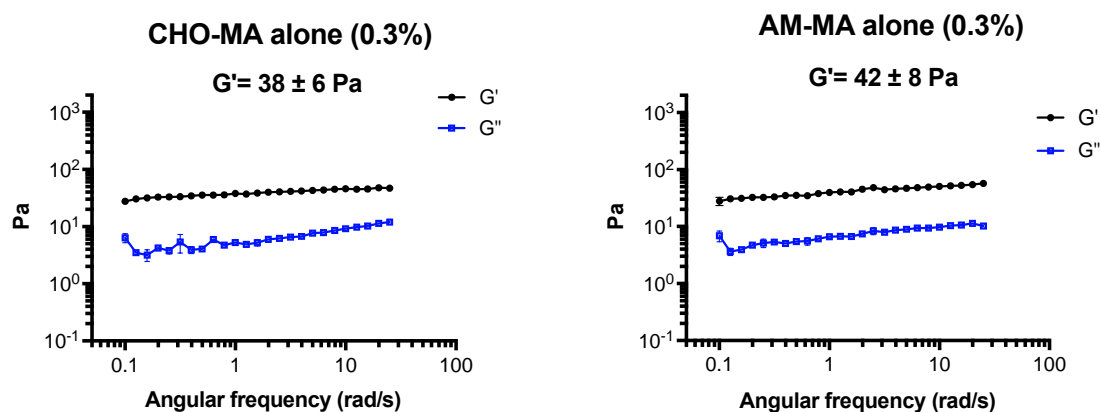 CHO-MA alone (0.3%)
G'= 38 ± 6 Pa
G'
G"
10³
10²
10¹
10⁰
10⁻¹
Pa
0.1
1
10
100
Angular frequency (rad/s)
AM-MA alone (0.3%)
G'= 42 ± 8 Pa
G'
G"
10³
10²
10¹
10⁰
10⁻¹
Pa
0.1
1
10
100
Angular frequency (rad/s)